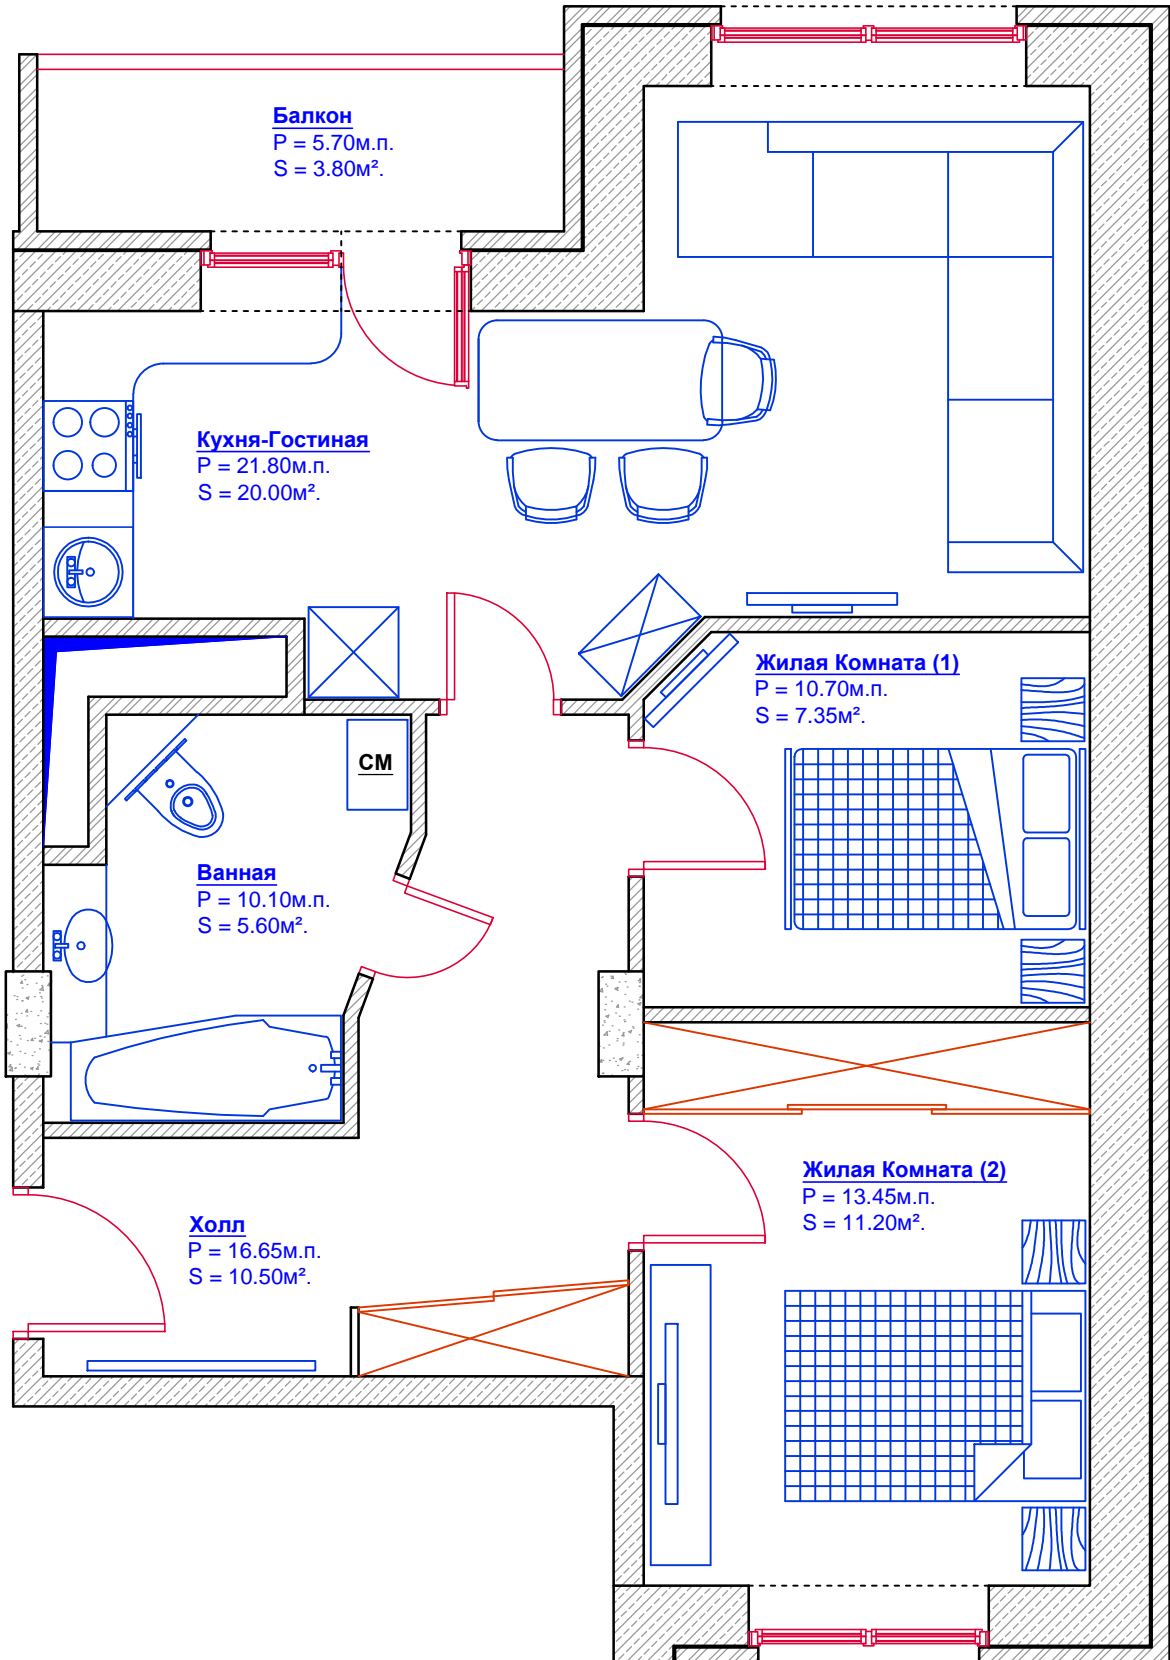 Балкон
P = 5.70м.п.
S = 3.80м².
Кухня-Гостиная
P = 21.80м.п.
S = 20.00м².
Жилая Комната (1)
P = 10.70м.п.
S = 7.35м².
СМ
Ванная
P = 10.10м.п.
S = 5.60м².
Жилая Комната (2)
P = 13.45м.п.
S = 11.20м².
Холл
P = 16.65м.п.
S = 10.50м².